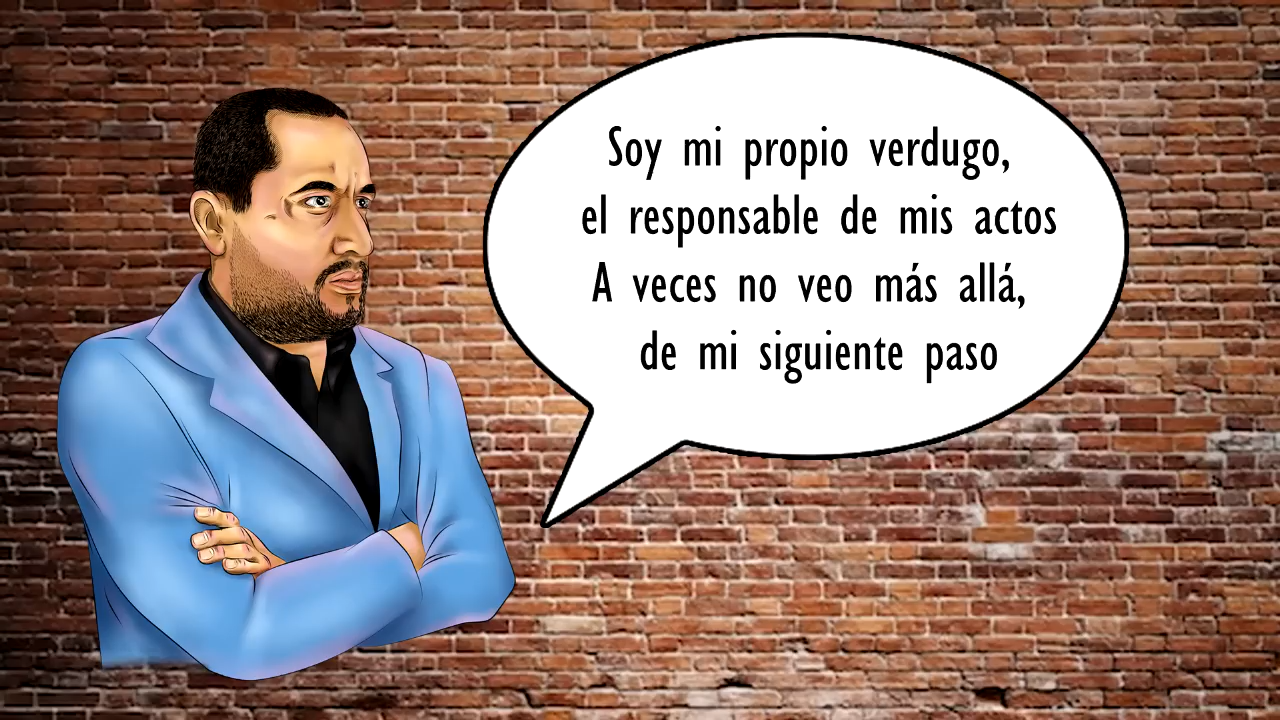 Soy mi propio verdugo,
el responsable de mis actos
A veces no veo más allá,
de mi siguiente paso